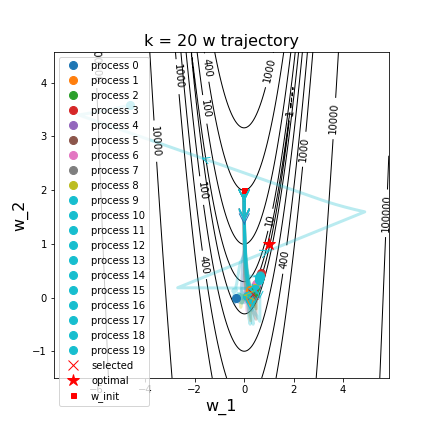 k = 20 w trajectory
process 0
process 1
process 2
process 3
process 4
process 5
process 6
process 7
process 8
process 9
process 10
process 11
process 12
process 13
process 14
process 15
process 16
process 17
process 18
process 19
selected
optimal
w_init
w_2
4
3
2
1
0
−1
−4
−2
0
2
4
w_1
1000
400
1000
100
10000
1000
10000
100
10
400
400
100000